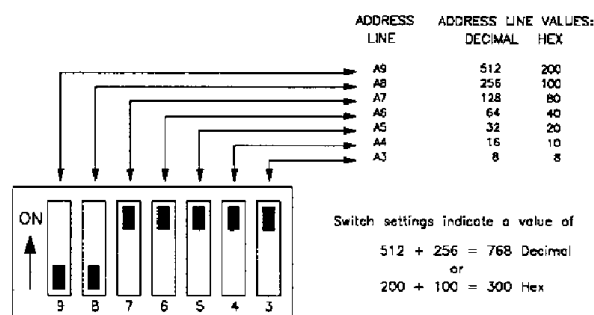 ADDRESS LINE ADDRESS LINE VALUES:
DECIMAL HEX
A9 512 200
A8 256 100
A7 128 80
A6 64 40
A5 32 20
A4 16 10
A3 8 8
ON
9 8 7 6 5 4 3
Switch settings indicate a value of
512 + 256 = 768 Decimal
or
200 + 100 = 300 Hex